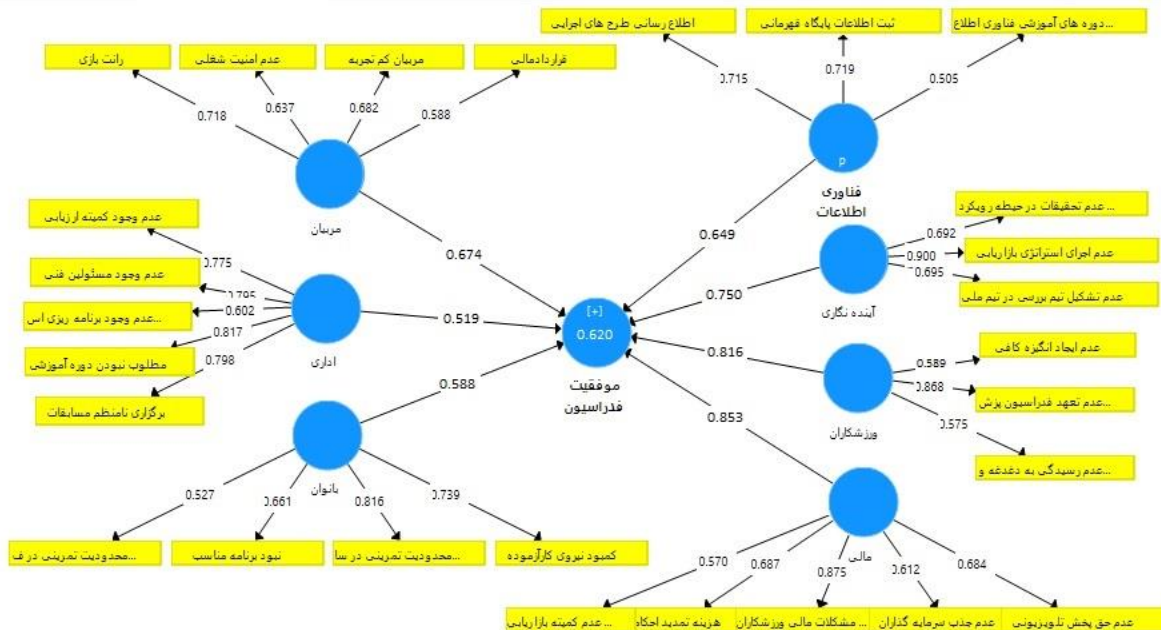 اطلاع رسانی طرح های اجرایی
ثبت اطلاعات پایگاه قهرمانی
دوره های آموزشی فناوری اطلاع...
0.715
0.719
0.505
p
فناوری
اطلاعات
0.649
رانت بازی
عدم امنیت شغلی
مربیان کم تجربه
قراردادمالی
0.718
0.637
0.682
0.588
مربیان
0.674
عدم وجود کمیته ارزیابی
عدم وجود مسئولین فنی
عدم وجود برنامه ریزی اس...
مطلوب نبودن دوره آموزشی
برگزاری نامنظم مسابقات
0.775
0.795
0.602
0.817
0.798
اداری
0.519
[+]
0.620
موفقیت
فدراسیون
عدم تحقیقات در حیطه رویکرد...
عدم اجرای استراتژی بازاریابی
عدم تشکیل تیم بررسی در تیم ملی
0.692
0.900
0.695
آینده نگاری
0.750
عدم ایجاد انگیزه کافی
عدم تعهد فدراسیون پزش...
عدم رسیدگی به دغدغه و...
0.589
0.868
0.575
ورزشکاران
0.816
بانوان
0.588
0.527
0.661
0.816
0.739
محدودیت تمرینی در ف...
نبود برنامه مناسب
محدودیت تمرینی در سا...
کمبود نیروی کارآزموده
مالی
0.853
0.570
0.687
0.875
0.612
0.684
عدم کمیته بازاریابی...
هزینه تمدید احکام
مشکلات مالی ورزشکاران...
عدم جذب سرمایه گذاران
عدم حق پخش تلویزیونی